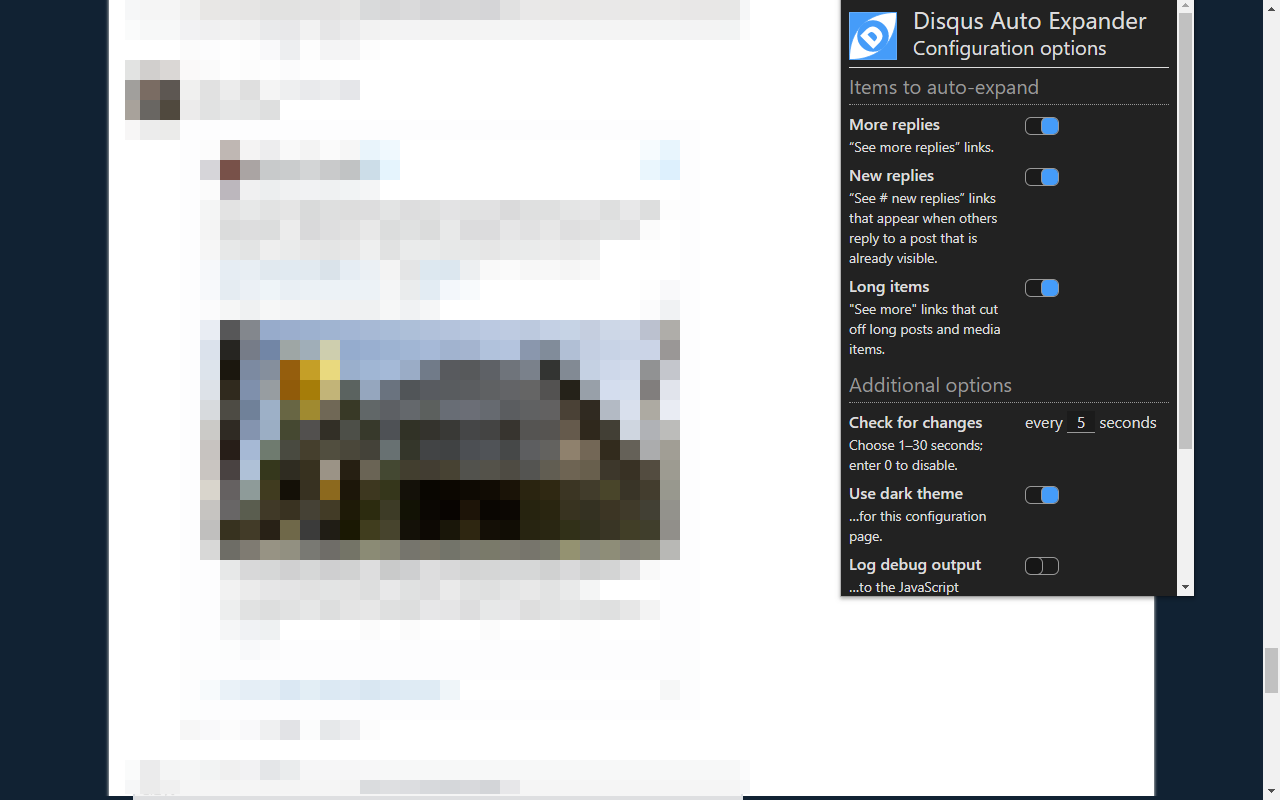 Disqus Auto Expander
Configuration options
Items to auto-expand
More replies
“See more replies” links.
New replies
“See # new replies” links
that appear when others
reply to a post that is
already visible.
Long items
"See more" links that cut
off long posts and media
items.
Additional options
Check for changes
every 5 seconds
Choose 1–30 seconds;
enter 0 to disable.
Use dark theme
...for this configuration
page.
Log debug output
...to the JavaScript